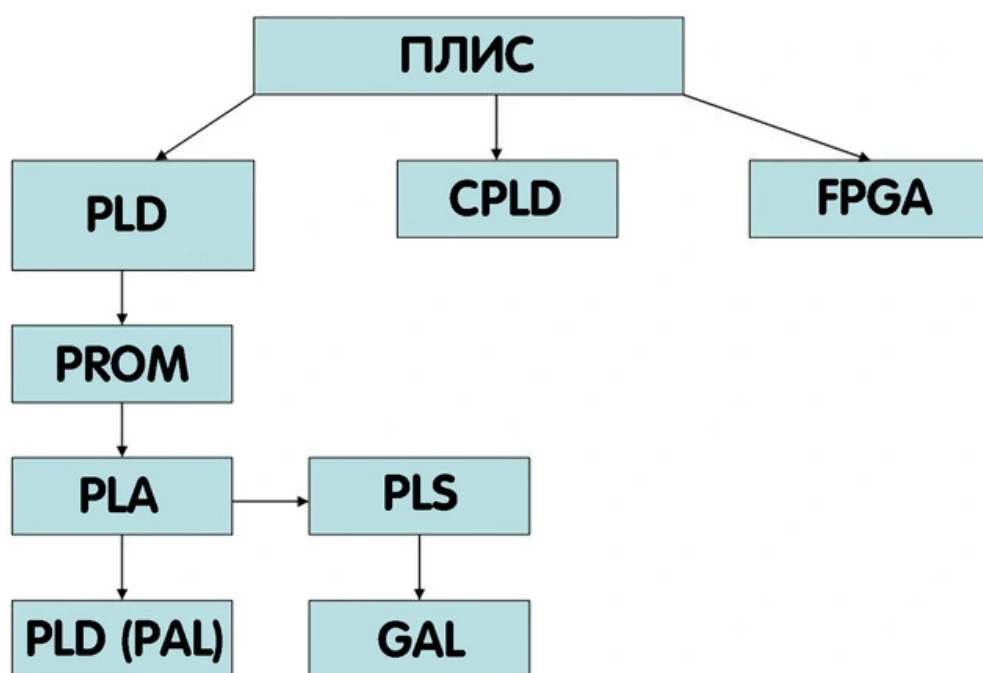 ПЛИС
PLD
CPLD
FPGA
PROM
PLA
PLS
PLD (PAL)
GAL